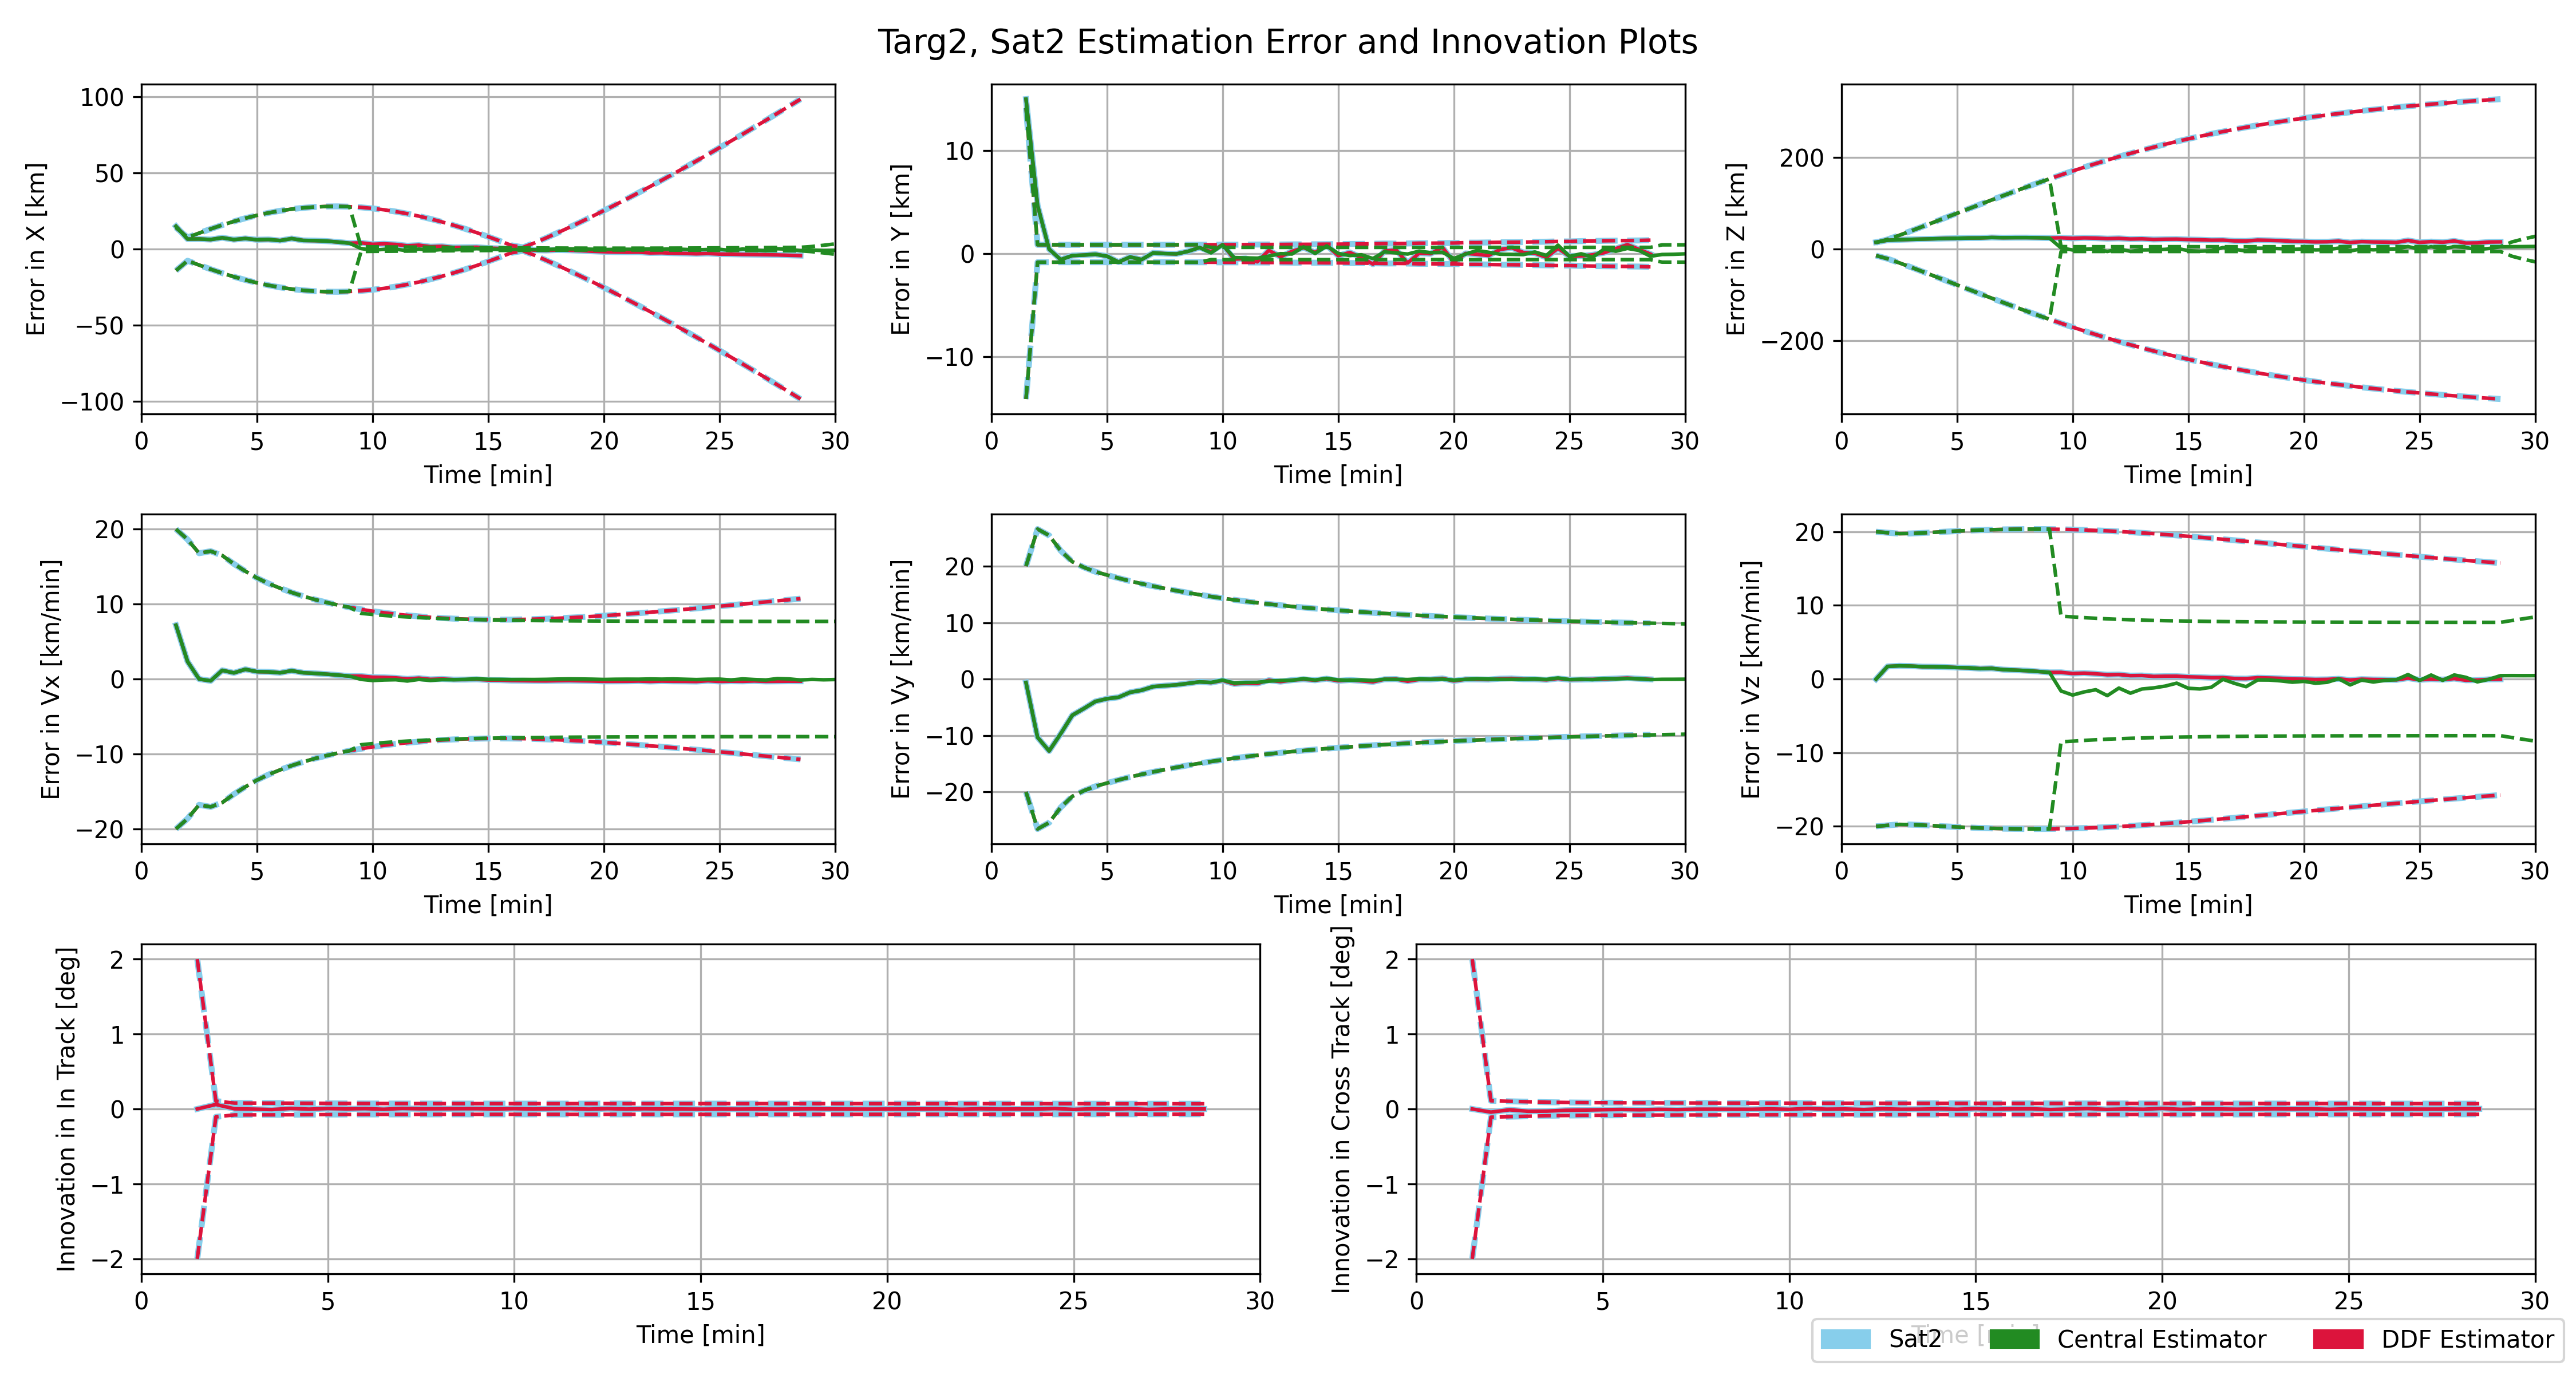 Targ2, Sat2 Estimation Error and Innovation Plots
Error in X [km]
100
50
0
−50
−100
0 5 10 15 20 25 30
Time [min]
Error in Y [km]
10
0
−10
0 5 10 15 20 25 30
Time [min]
Error in Z [km]
200
0
−200
0 5 10 15 20 25 30
Time [min]
Error in Vx [km/min]
20
10
0
−10
−20
0 5 10 15 20 25 30
Time [min]
Error in Vy [km/min]
20
10
0
−10
−20
0 5 10 15 20 25 30
Time [min]
Error in Vz [km/min]
20
10
0
−10
−20
0 5 10 15 20 25 30
Time [min]
Innovation in In Track [deg]
2
1
0
−1
−2
0 5 10 15 20 25 30
Time [min]
Innovation in Cross Track [deg]
2
1
0
−1
−2
0 5 10 15 20 25 30
Time [min]
Sat2 Central Estimator DDF Estimator